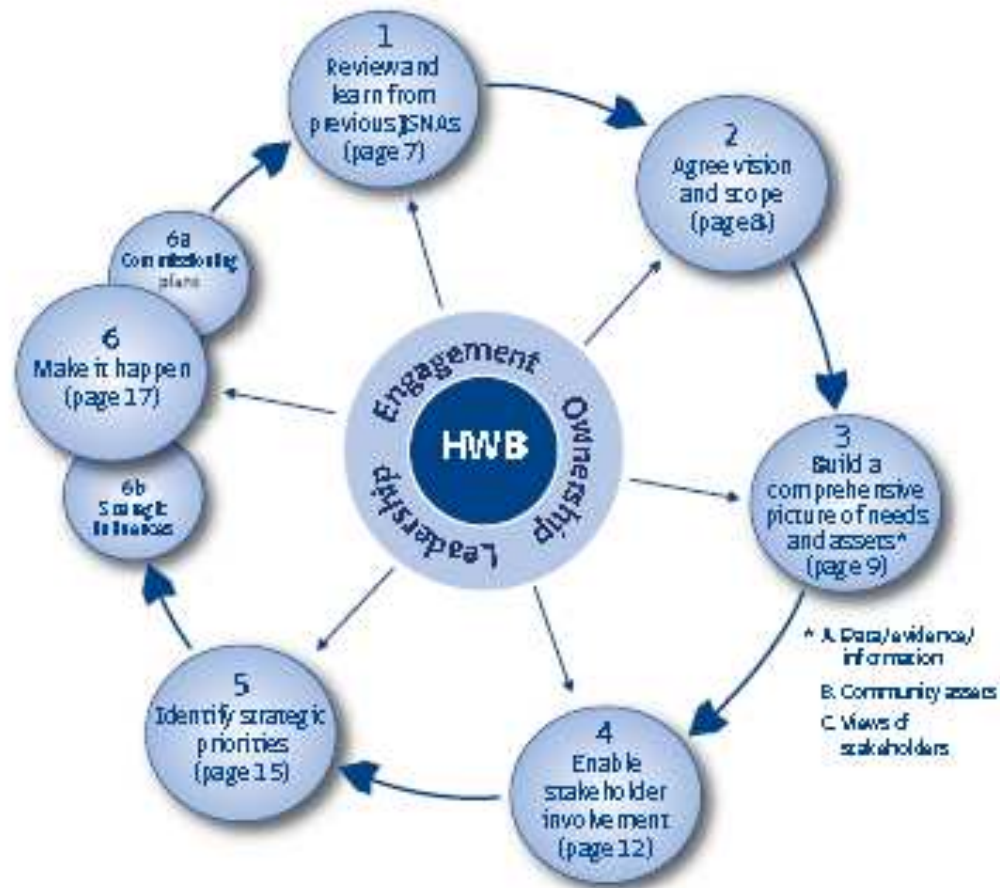 1
Review and
learn from
previous JSNAs
(page 7)
2
Agree vision
and scope
(page 8)
3
Build a
comprehensive
picture of needs
and assets*
(page 9)
* A. Data/evidence/
information
B. Community assets
C. Views of
stakeholders
4
Enable
stakeholder
involvement
(page 12)
5
Identify strategic
priorities
(page 15)
6b
Strategic
6
Make it happen
(page 17)
6a
Commissioning
plans
Engagement
Ownership
Leadership
HWB